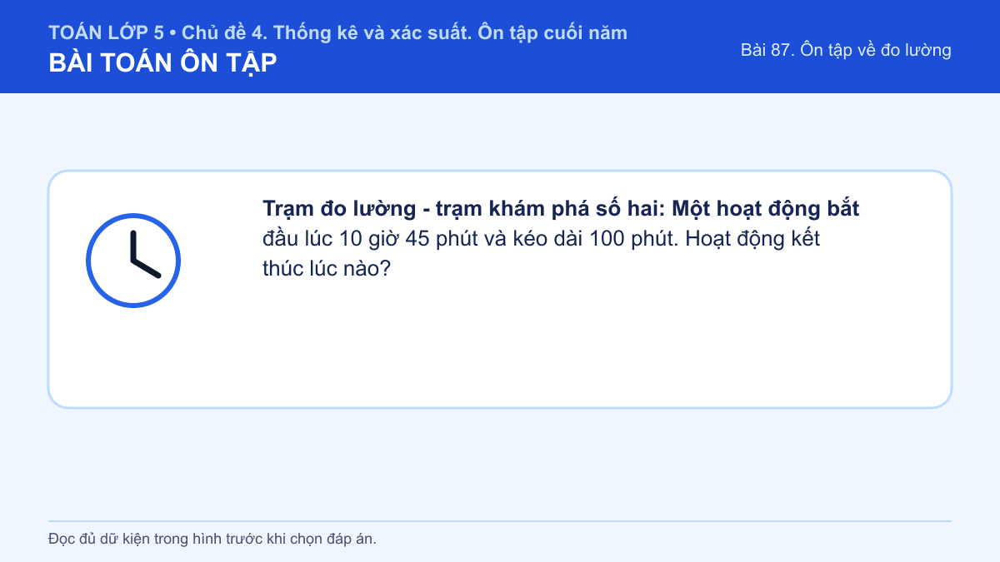 TOÁN LỚP 5 • Chủ đề 4. Thống kê và xác suất. Ôn tập cuối năm
BÀI TOÁN ÔN TẬP
Bài 87. Ôn tập về đo lường
Trạm đo lường - trạm khám phá số hai: Một hoạt động bắt
đầu lúc 10 giờ 45 phút và kéo dài 100 phút. Hoạt động kết
thúc lúc nào?
Đọc đủ dữ kiện trong hình trước khi chọn đáp án.